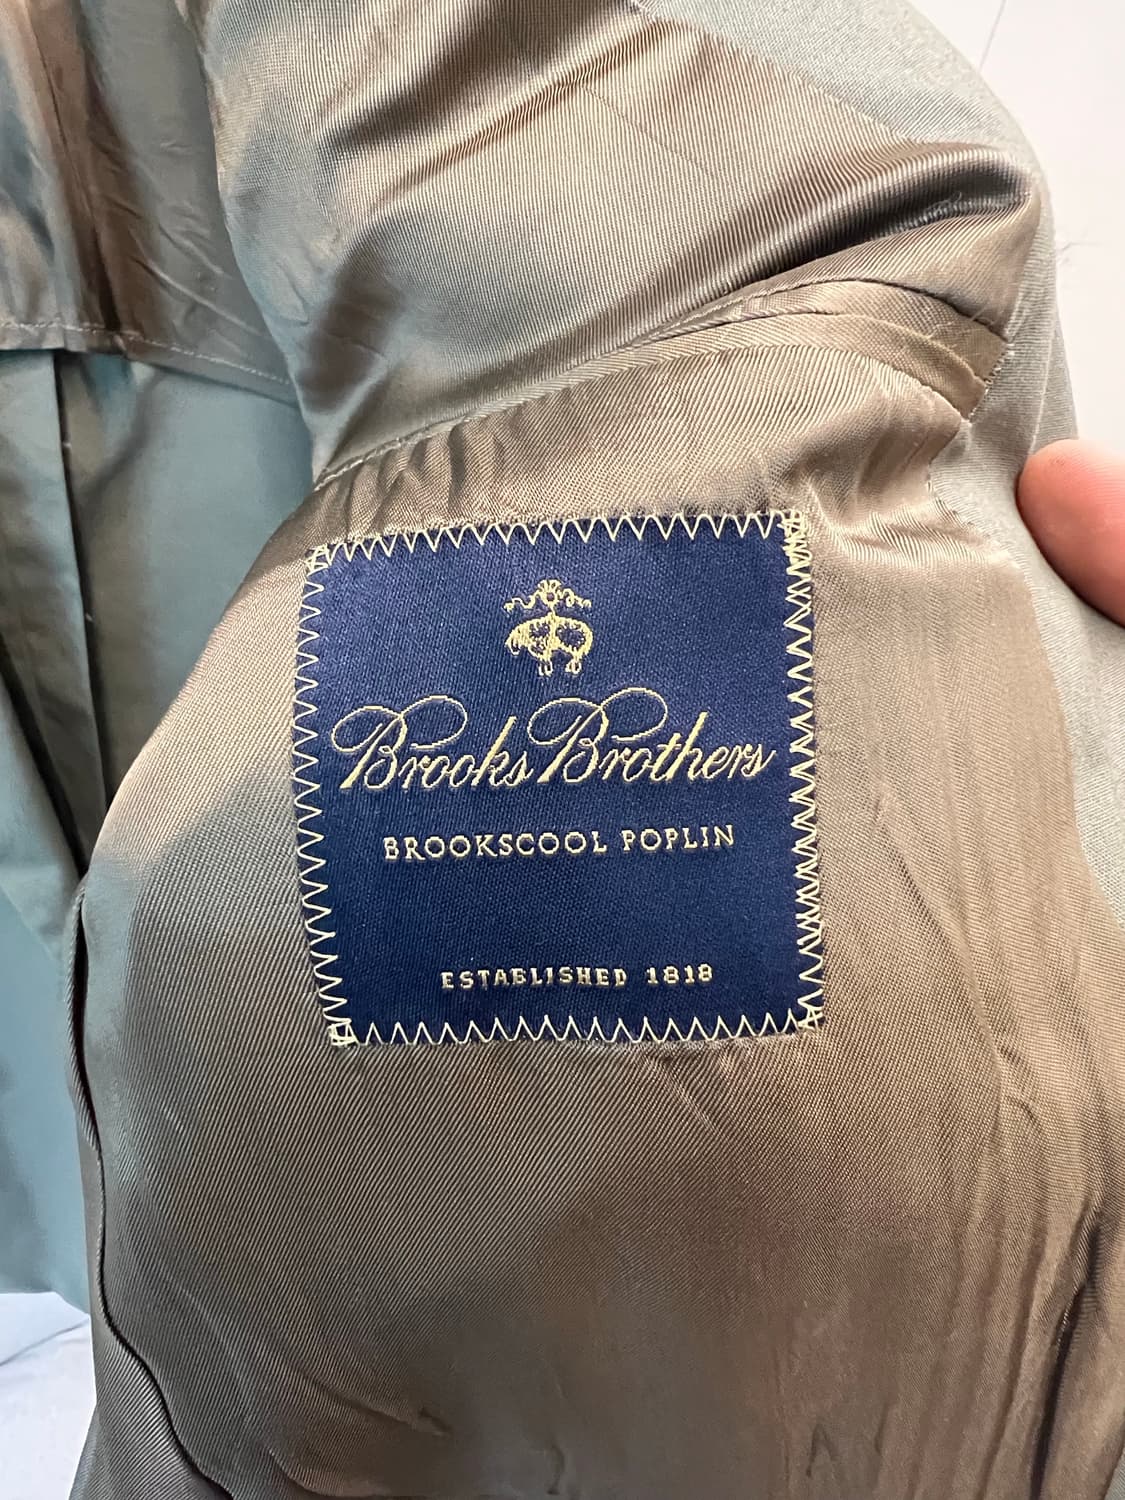 Brooks Brothers
BROOKSCOOL POPLIN
ESTABLISHED 1818